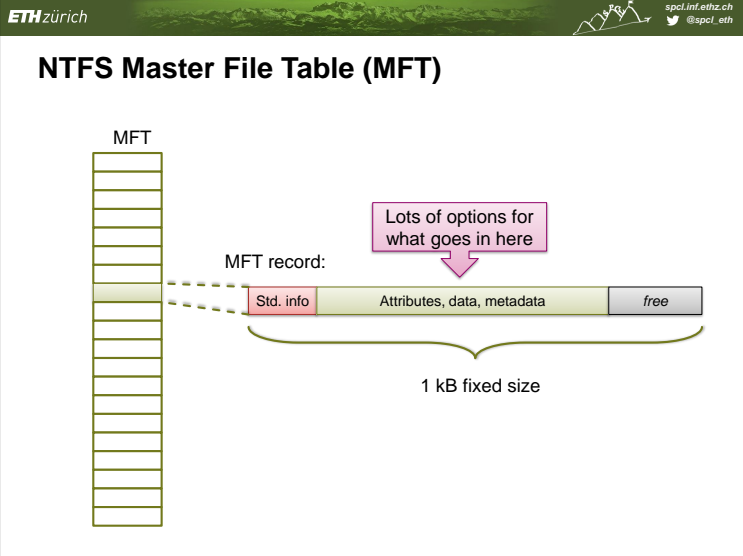 ETH zürich
spcl.inf.ethz.ch
@spcl_eth
NTFS Master File Table (MFT)
MFT
Lots of options for
what goes in here
MFT record:
Std. info
Attributes, data, metadata
free
1 kB fixed size